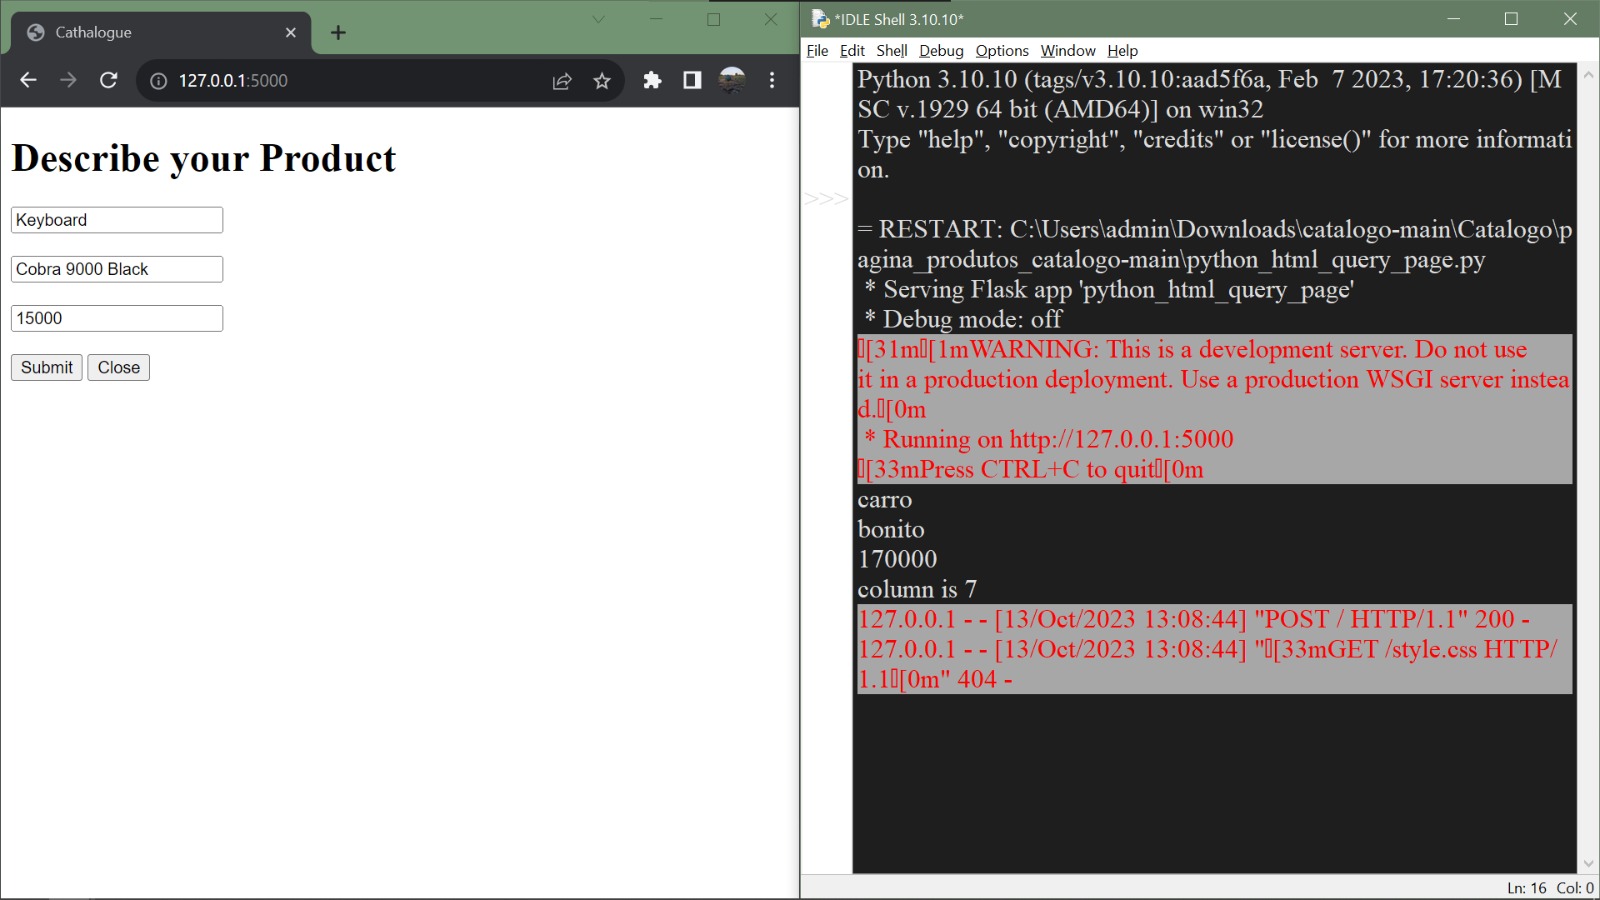 Cathalogue
127.0.0.1:5000
Describe your Product
Keyboard
Cobra 9000 Black
15000
Submit Close
*IDLE Shell 3.10.10*
File Edit Shell Debug Options Window Help
Python 3.10.10 (tags/v3.10.10:aad5f6a, Feb  7 2023, 17:20:36) [M
SC v.1929 64 bit (AMD64)] on win32
Type "help", "copyright", "credits" or "license()" for more informati
on.
>>>
= RESTART: C:\Users\admin\Downloads\catalogo-main\Catalogo\p
agina_produtos_catalogo-main\python_html_query_page.py
 * Serving Flask app 'python_html_query_page'
 * Debug mode: off
[31m[1mWARNING: This is a development server. Do not use
it in a production deployment. Use a production WSGI server instea
d.[0m
 * Running on http://127.0.0.1:5000
[33mPress CTRL+C to quit[0m
carro
bonito
170000
column is 7
127.0.0.1 - - [13/Oct/2023 13:08:44] "POST / HTTP/1.1" 200 -
127.0.0.1 - - [13/Oct/2023 13:08:44] "[33mGET /style.css HTTP/
1.1[0m" 404 -
Ln: 16 Col: 0